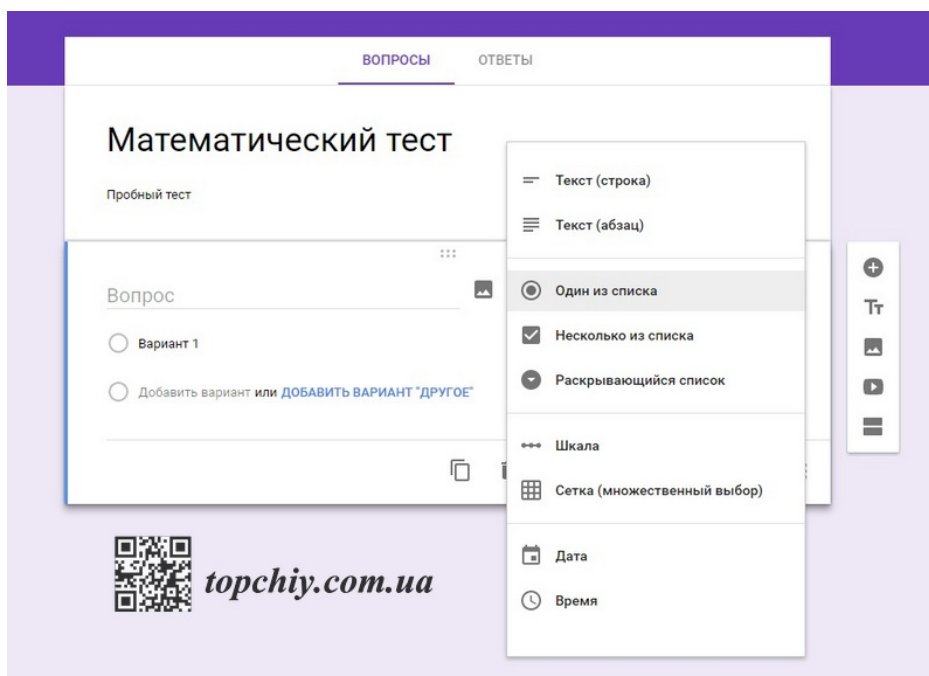 ВОПРОСЫ ОТВЕТЫ
Математический тест
Пробный тест
Вопрос
Вариант 1
Добавить вариант или ДОБАВИТЬ ВАРИАНТ "ДРУГОЕ"
Текст (строка)
Текст (абзац)
Один из списка
Несколько из списка
Раскрывающийся список
Шкала
Сетка (множественный выбор)
Дата
Время
Тт
topchiy.com.ua